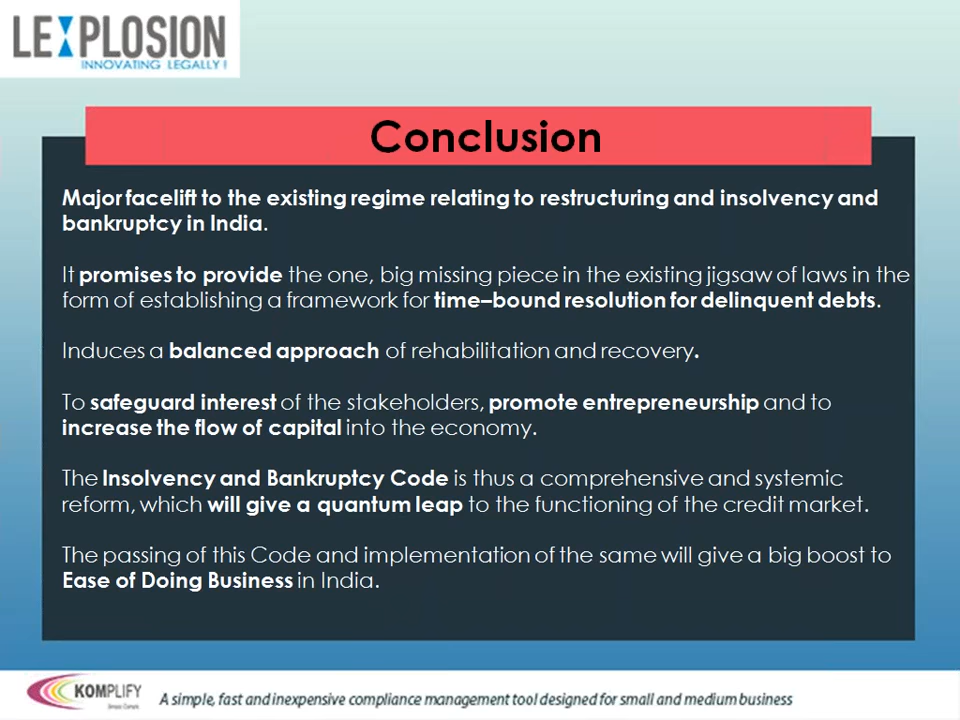 LEXPLOSION
INNOVATING LEGALLY!
Conclusion
Major facelift to the existing regime relating to restructuring and insolvency and
bankruptcy in India.
It promises to provide the one, big missing piece in the existing jigsaw of laws in the
form of establishing a framework for time–bound resolution for delinquent debts.
Induces a balanced approach of rehabilitation and recovery.
To safeguard interest of the stakeholders, promote entrepreneurship and to
increase the flow of capital into the economy.
The Insolvency and Bankruptcy Code is thus a comprehensive and systemic
reform, which will give a quantum leap to the functioning of the credit market.
The passing of this Code and implementation of the same will give a big boost to
Ease of Doing Business in India.
KOMPLIFY
A simple, fast and inexpensive compliance management tool designed for small and medium business